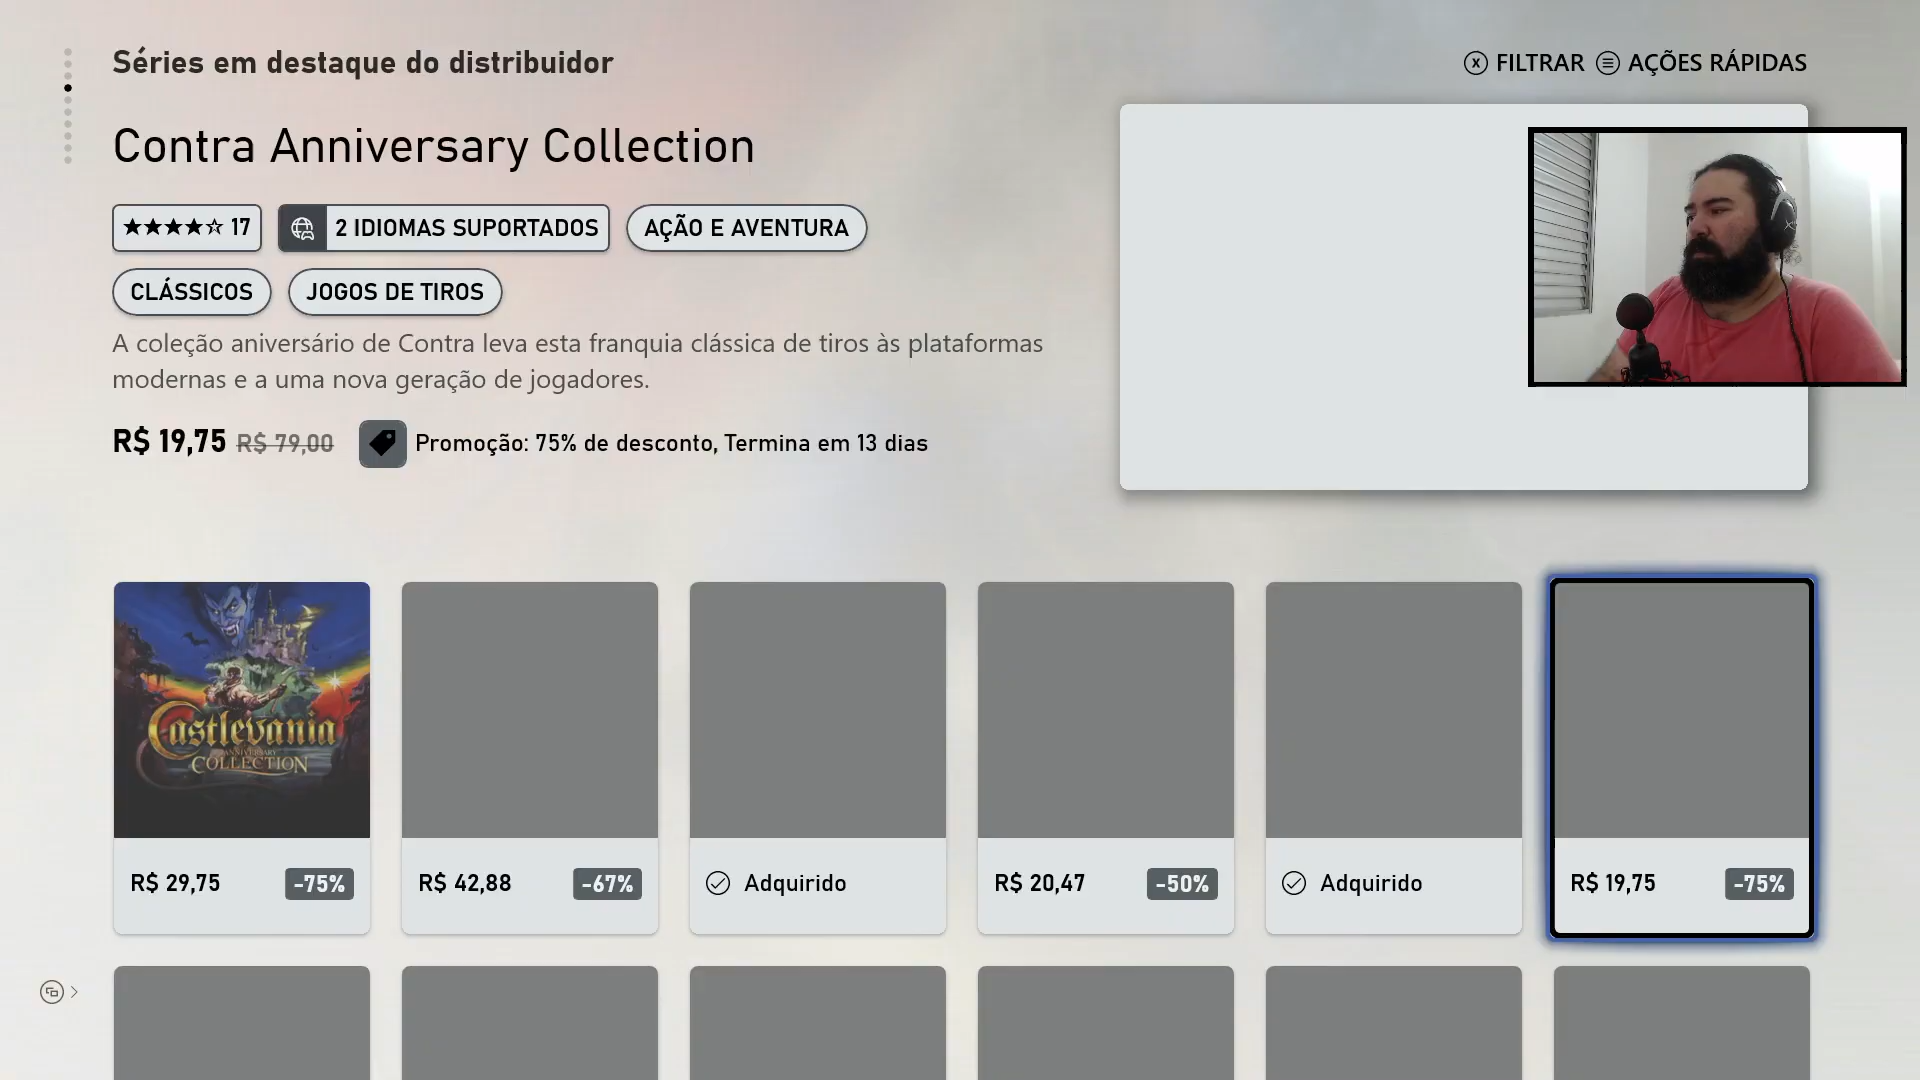 Séries em destaque do distribuidor
FILTRAR AÇÕES RÁPIDAS
Contra Anniversary Collection
17
2 IDIOMAS SUPORTADOS
AÇÃO E AVENTURA
CLÁSSICOS
JOGOS DE TIROS
A coleção aniversário de Contra leva esta franquia clássica de tiros às plataformas
modernas e a uma nova geração de jogadores.
R$ 19,75 R$ 79,00 Promoção: 75% de desconto, Termina em 13 dias
Castlevania
ANNIVERSARY
COLLECTION
R$ 29,75 -75%
R$ 42,88 -67%
Adquirido
R$ 20,47 -50%
Adquirido
R$ 19,75 -75%